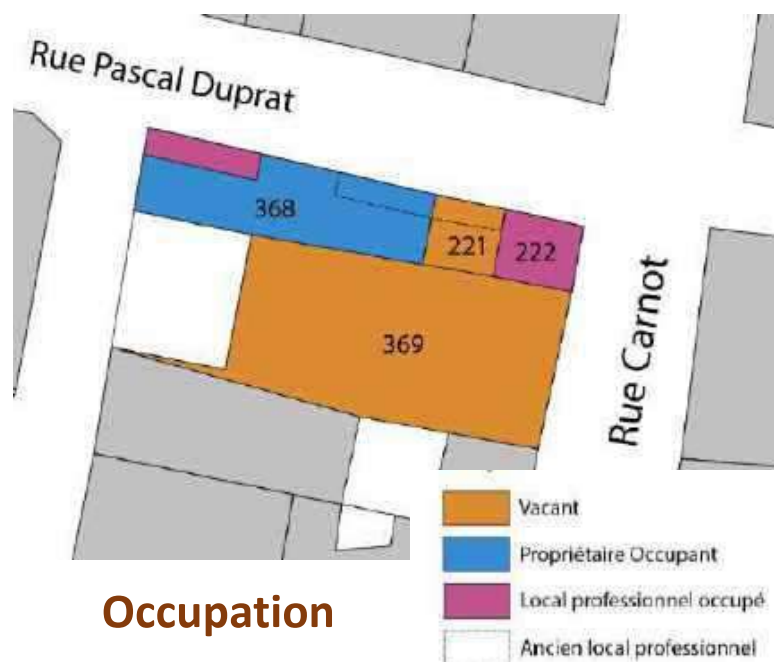 Rue Pascal Duprat
368
221
222
369
Rue Carnot
Vacant
Propriétaire Occupant
Local professionnel occupé
Ancien local professionnel
Occupation